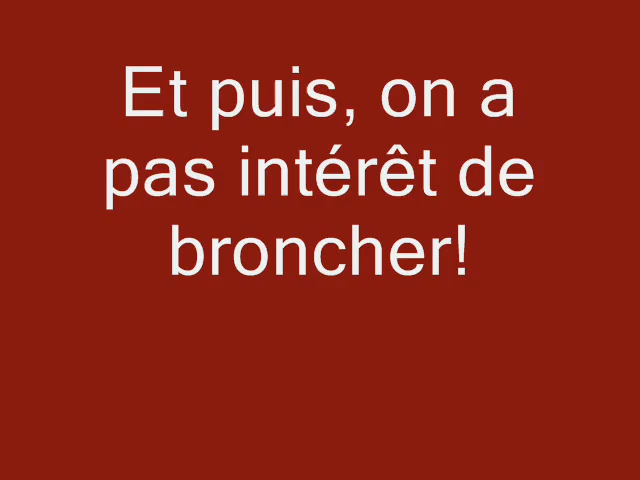 Et puis, on a
pas intérêt de
broncher!